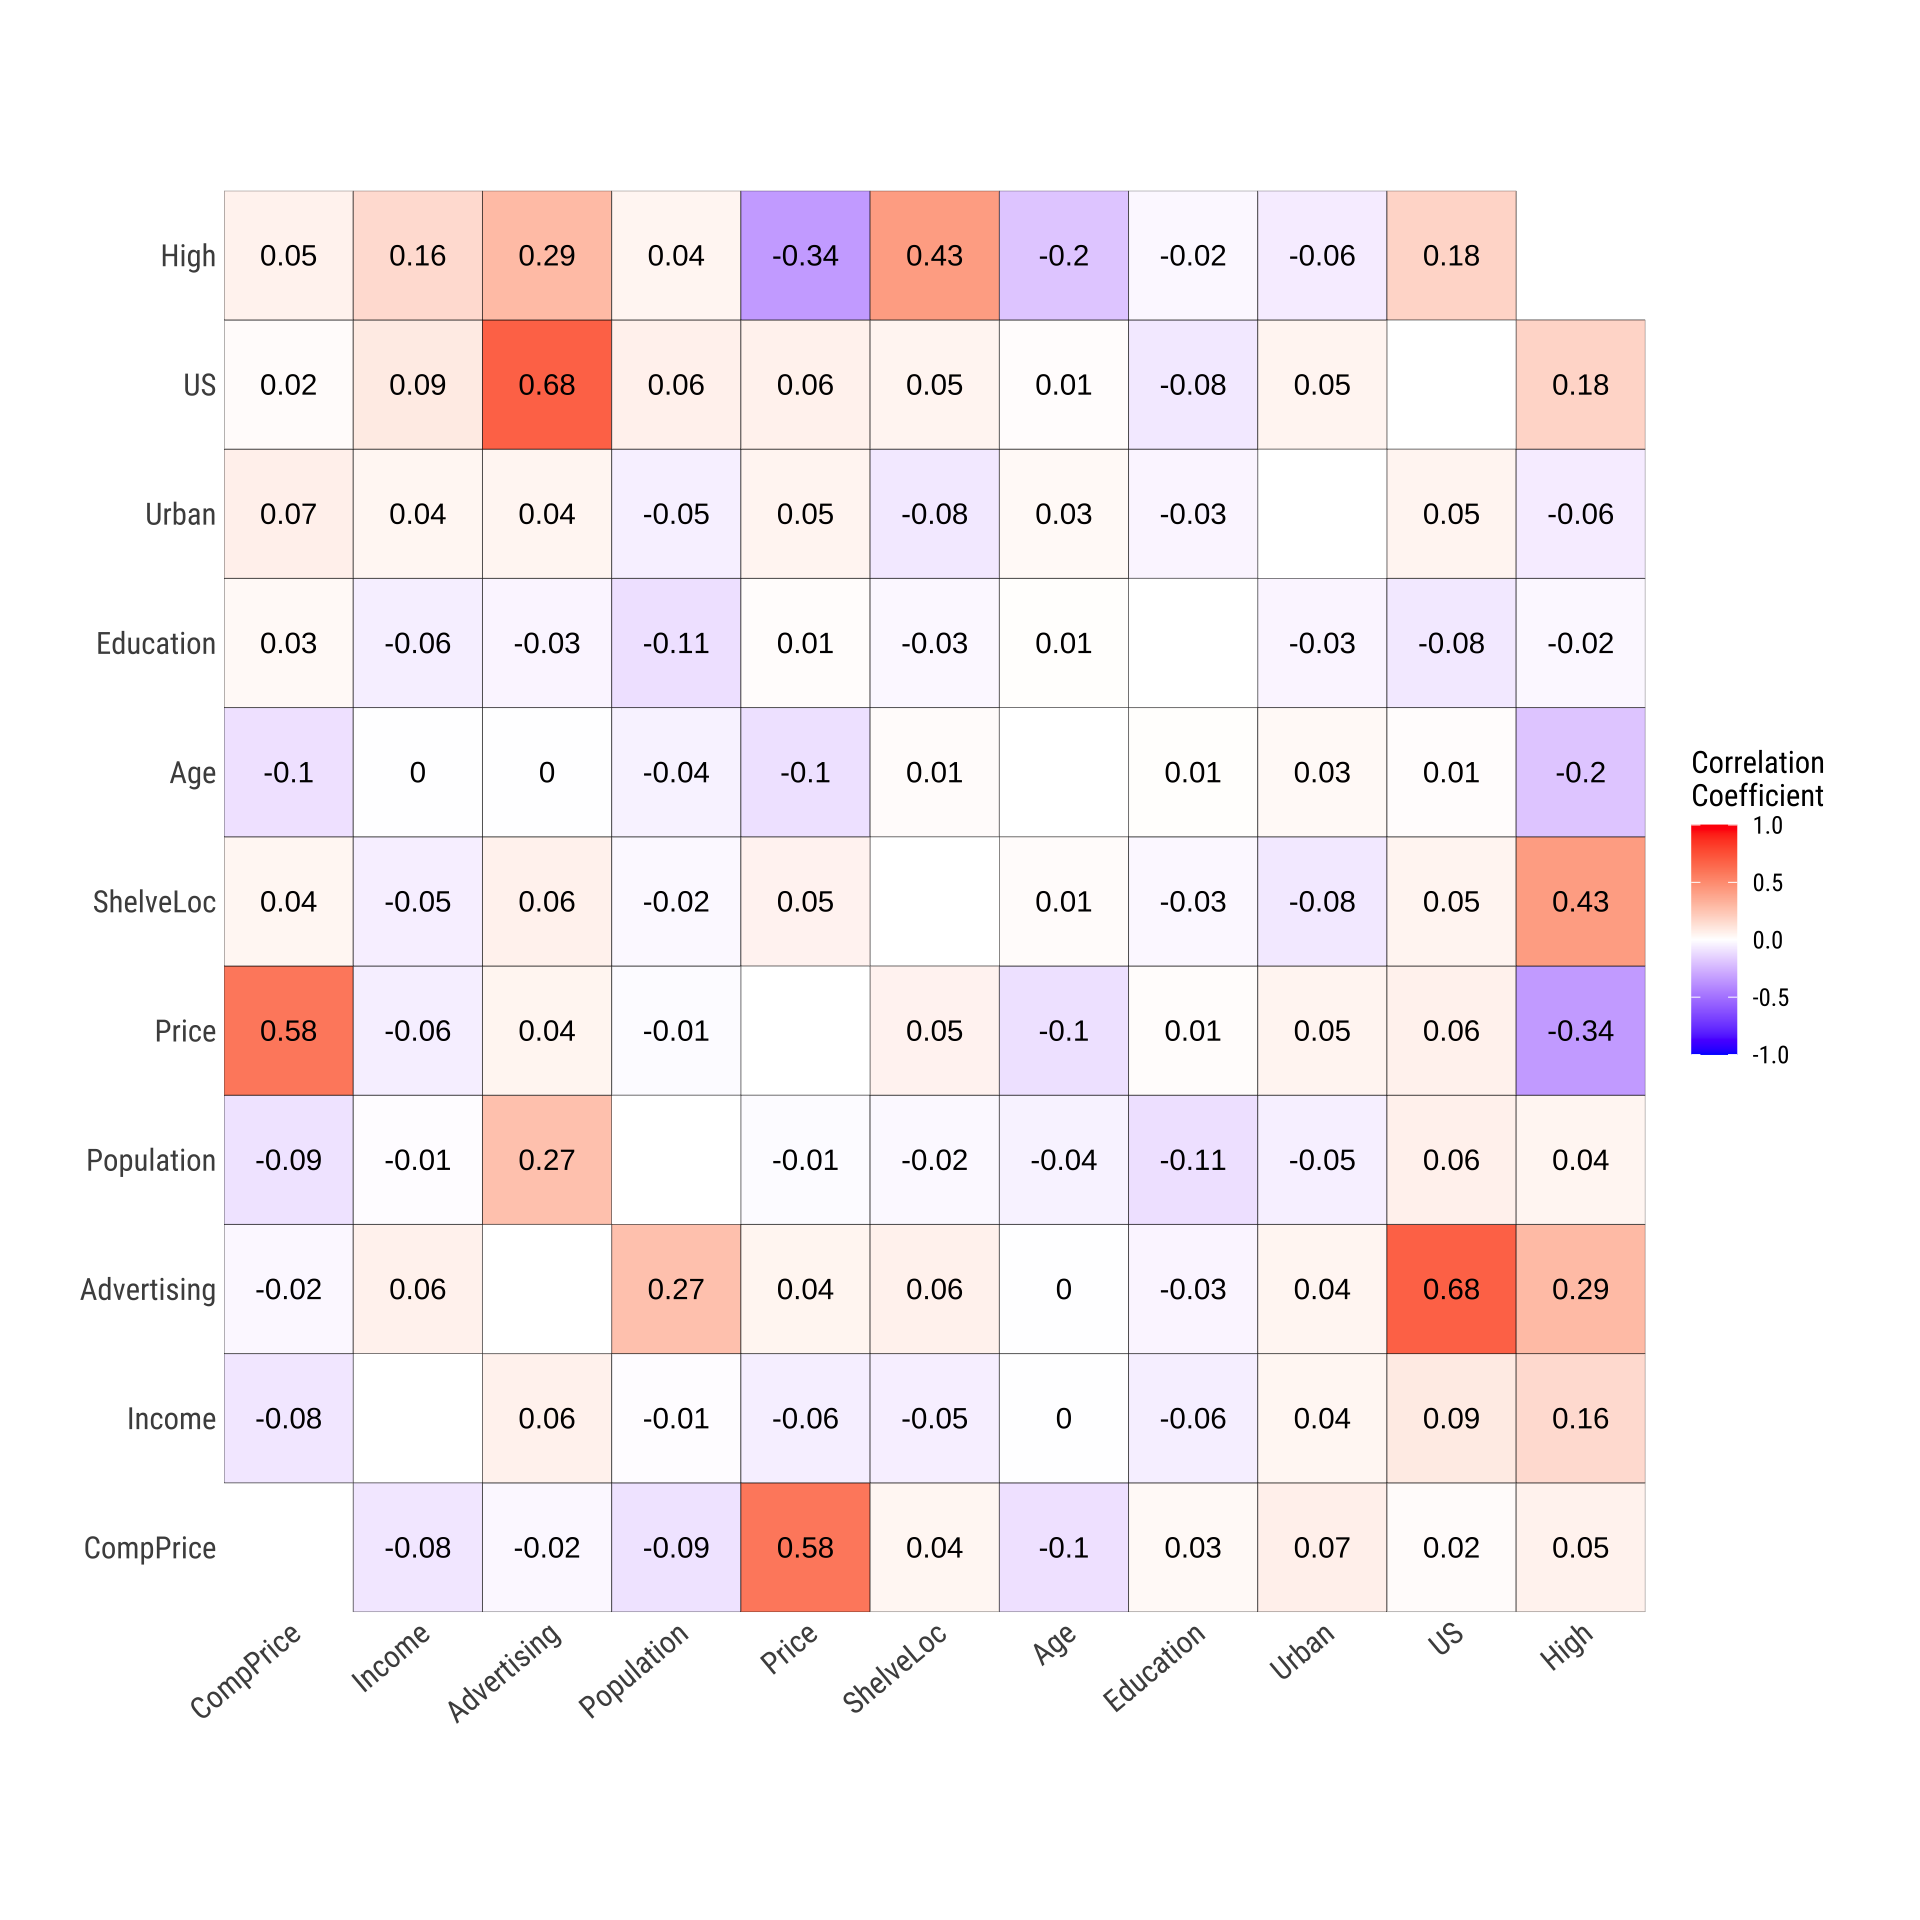 High 0.05 0.16 0.29 0.04 -0.34 0.43 -0.2 -0.02 -0.06 0.18
US 0.02 0.09 0.68 0.06 0.06 0.05 0.01 -0.08 0.05 0.18
Urban 0.07 0.04 0.04 -0.05 0.05 -0.08 0.03 -0.03 0.05 -0.06
Education 0.03 -0.06 -0.03 -0.11 0.01 -0.03 0.01 -0.03 -0.08 -0.02
Age -0.1 0 0 -0.04 -0.1 0.01 0.01 0.03 0.01 -0.2
ShelveLoc 0.04 -0.05 0.06 -0.02 0.05 0.01 -0.03 -0.08 0.05 0.43
Price 0.58 -0.06 0.04 -0.01 0.05 -0.1 0.01 0.05 0.06 -0.34
Population -0.09 -0.01 0.27 -0.01 -0.02 -0.04 -0.11 -0.05 0.06 0.04
Advertising -0.02 0.06 0.27 0.04 0.06 0 -0.03 0.04 0.68 0.29
Income -0.08 0.06 -0.01 -0.06 -0.05 0 -0.06 0.04 0.09 0.16
CompPrice -0.08 -0.02 -0.09 0.58 0.04 -0.1 0.03 0.07 0.02 0.05
CompPrice Income Advertising Population Price ShelveLoc Age Education Urban US High
Correlation
Coefficient
1.0
0.5
0.0
-0.5
-1.0